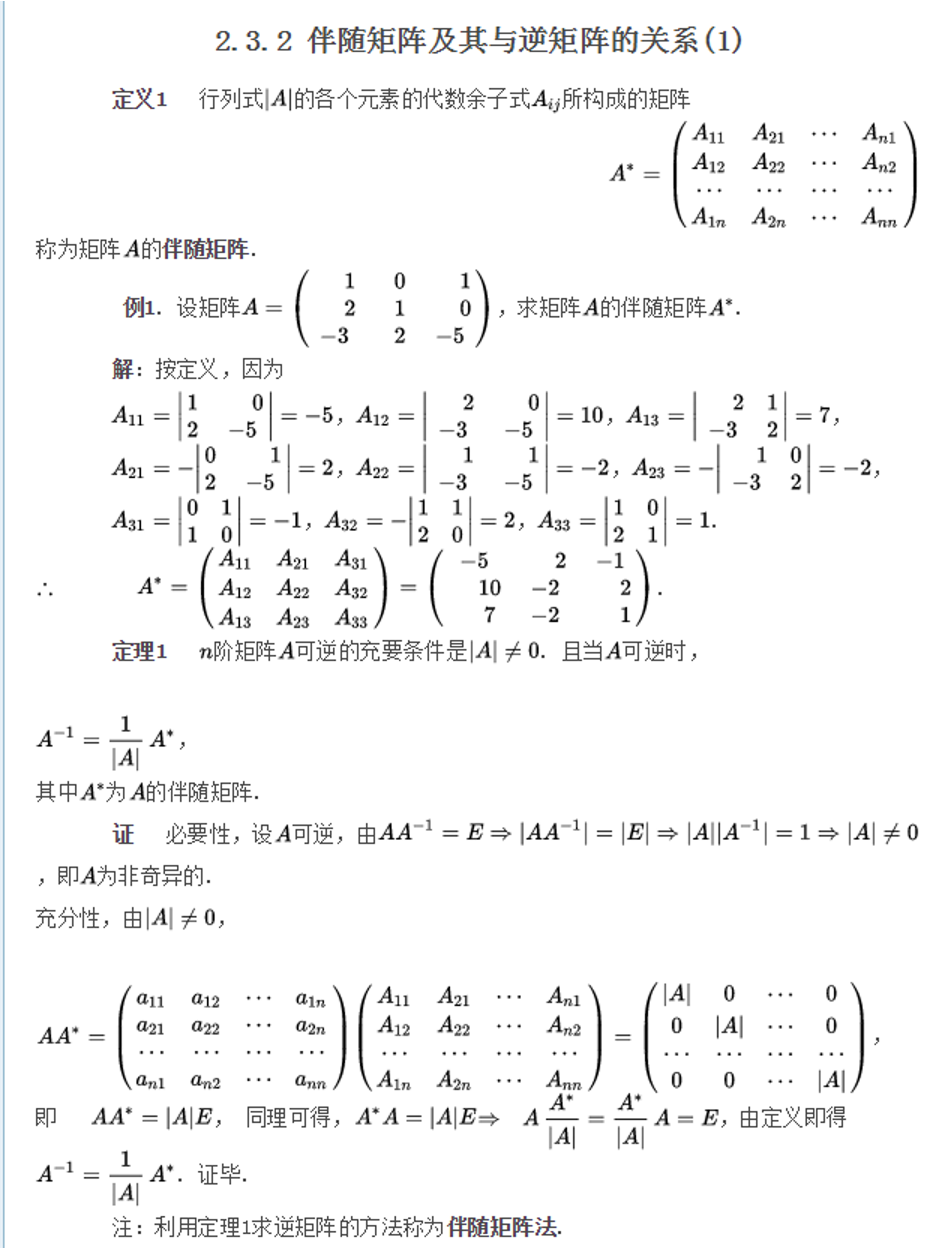 2.3.2 伴随矩阵及其与逆矩阵的关系(1)
定义1 行列式|A|的各个元素的代数余子式A_{ij}所构成的矩阵
A^* = \begin{pmatrix} A_{11} & A_{21} & \cdots & A_{n1} \\ A_{12} & A_{22} & \cdots & A_{n2} \\ \cdots & \cdots & \cdots & \cdots \\ A_{1n} & A_{2n} & \cdots & A_{nn} \end{pmatrix}
称为矩阵A的伴随矩阵.
例1. 设矩阵A = \begin{pmatrix} 1 & 0 & 1 \\ 2 & 1 & 0 \\ -3 & 2 & -5 \end{pmatrix}，求矩阵A的伴随矩阵A^*.
解：按定义，因为
A_{11} = \begin{vmatrix} 1 & 0 \\ 2 & -5 \end{vmatrix} = -5，A_{12} = \begin{vmatrix} 2 & 0 \\ -3 & -5 \end{vmatrix} = 10，A_{13} = \begin{vmatrix} 2 & 1 \\ -3 & 2 \end{vmatrix} = 7，
A_{21} = -\begin{vmatrix} 0 & 1 \\ 2 & -5 \end{vmatrix} = 2，A_{22} = \begin{vmatrix} 1 & 1 \\ -3 & -5 \end{vmatrix} = -2，A_{23} = -\begin{vmatrix} 1 & 0 \\ -3 & 2 \end{vmatrix} = -2，
A_{31} = \begin{vmatrix} 0 & 1 \\ 1 & 0 \end{vmatrix} = -1，A_{32} = -\begin{vmatrix} 1 & 1 \\ 2 & 0 \end{vmatrix} = 2，A_{33} = \begin{vmatrix} 1 & 0 \\ 2 & 1 \end{vmatrix} = 1.
∴ A^* = \begin{pmatrix} A_{11} & A_{21} & A_{31} \\ A_{12} & A_{22} & A_{32} \\ A_{13} & A_{23} & A_{33} \end{pmatrix} = \begin{pmatrix} -5 & 2 & -1 \\ 10 & -2 & 2 \\ 7 & -2 & 1 \end{pmatrix}.
定理1 n阶矩阵A可逆的充要条件是|A| ≠ 0. 且当A可逆时，
A^{-1} = \frac{1}{|A|} A^*，
其中A^*为A的伴随矩阵.
证 必要性，设A可逆，由AA^{-1} = E ⇒ |AA^{-1}| = |E| ⇒ |A||A^{-1}| = 1 ⇒ |A| ≠ 0
，即A为非奇异的.
充分性，由|A| ≠ 0，
AA^* = \begin{pmatrix} a_{11} & a_{12} & \cdots & a_{1n} \\ a_{21} & a_{22} & \cdots & a_{2n} \\ \cdots & \cdots & \cdots & \cdots \\ a_{n1} & a_{n2} & \cdots & a_{nn} \end{pmatrix} \begin{pmatrix} A_{11} & A_{21} & \cdots & A_{n1} \\ A_{12} & A_{22} & \cdots & A_{n2} \\ \cdots & \cdots & \cdots & \cdots \\ A_{1n} & A_{2n} & \cdots & A_{nn} \end{pmatrix} = \begin{pmatrix} |A| & 0 & \cdots & 0 \\ 0 & |A| & \cdots & 0 \\ \cdots & \cdots & \cdots & \cdots \\ 0 & 0 & \cdots & |A| \end{pmatrix}，
即 AA^* = |A|E， 同理可得，A^*A = |A|E ⇒ A\frac{A^*}{|A|} = \frac{A^*}{|A|}A = E，由定义即得
A^{-1} = \frac{1}{|A|} A^*. 证毕.
注：利用定理1求逆矩阵的方法称为伴随矩阵法.